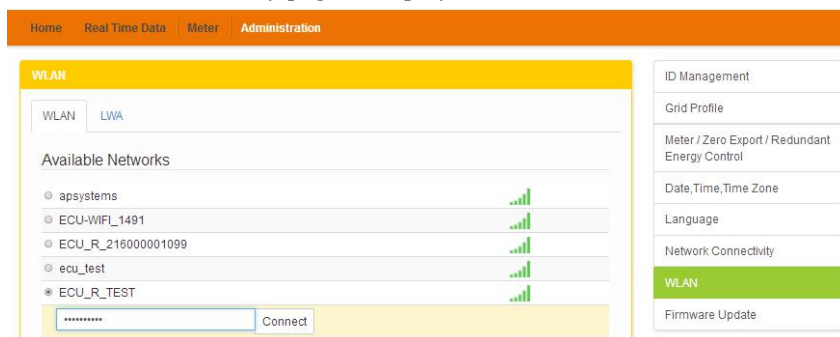 Home Real Time Data Meter Administration
WLAN
WLAN LWA
Available Networks
apsystems
ECU-WIFI_1491
ECU_R_216000001099
ecu_test
ECU_R_TEST
•••••••••• Connect
ID Management
Grid Profile
Meter / Zero Export / Redundant
Energy Control
Date,Time,Time Zone
Language
Network Connectivity
WLAN
Firmware Update